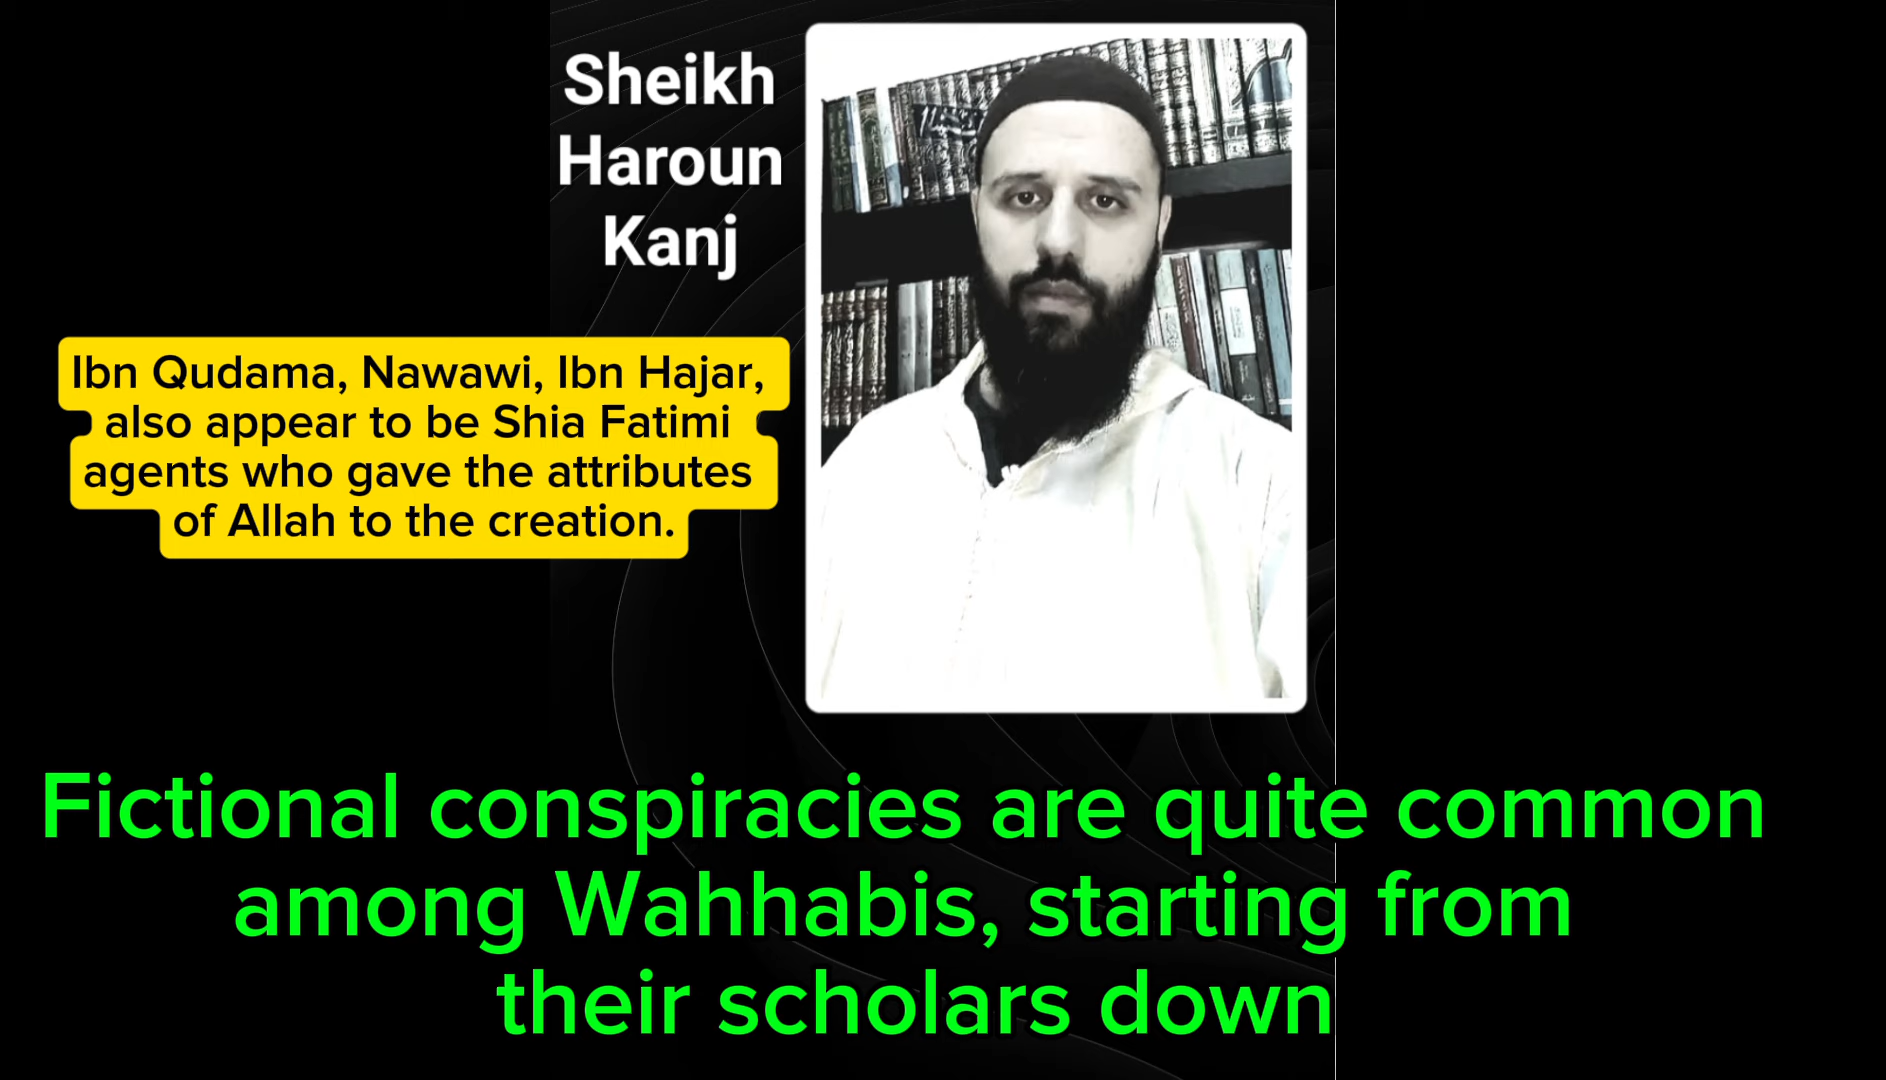 Sheikh
Haroun
Kanj
Ibn Qudama, Nawawi, Ibn Hajar,
also appear to be Shia Fatimi
agents who gave the attributes
of Allah to the creation.
Fictional conspiracies are quite common
among Wahhabis, starting from
their scholars down